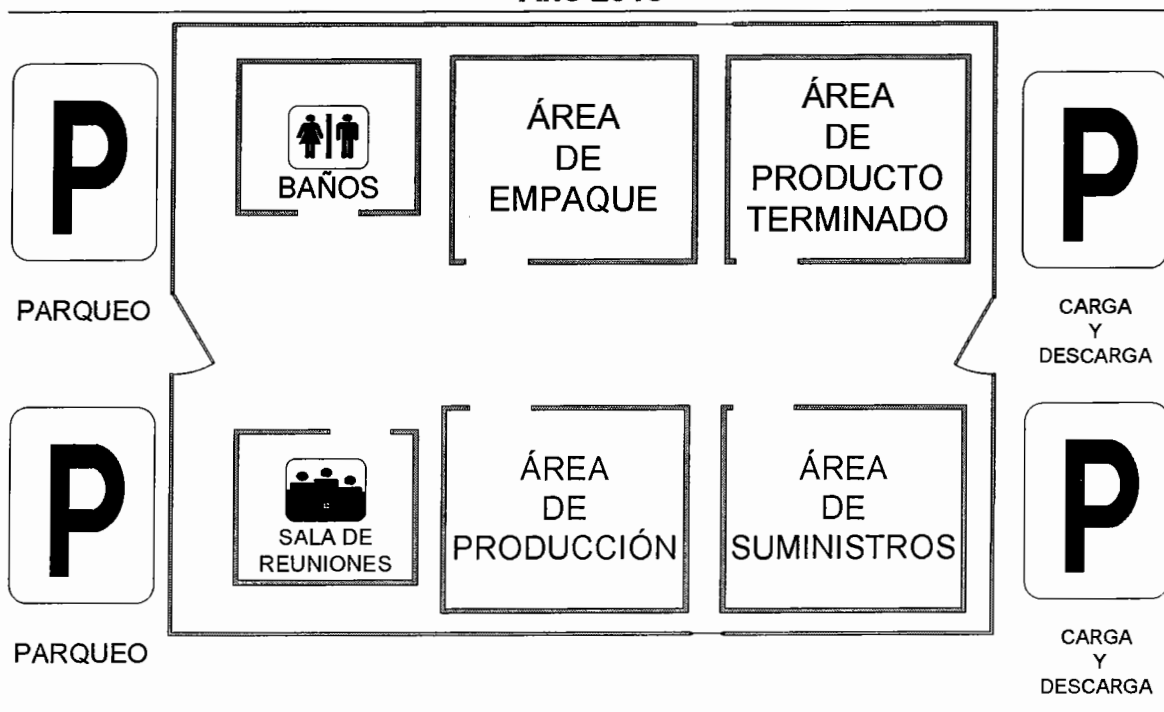 P
PARQUEO
BAÑOS
ÁREA
DE
EMPAQUE
ÁREA
DE
PRODUCTO
TERMINADO
P
CARGA
Y
DESCARGA
P
PARQUEO
SALA DE
REUNIONES
ÁREA
DE
PRODUCCIÓN
ÁREA
DE
SUMINISTROS
P
CARGA
Y
DESCARGA